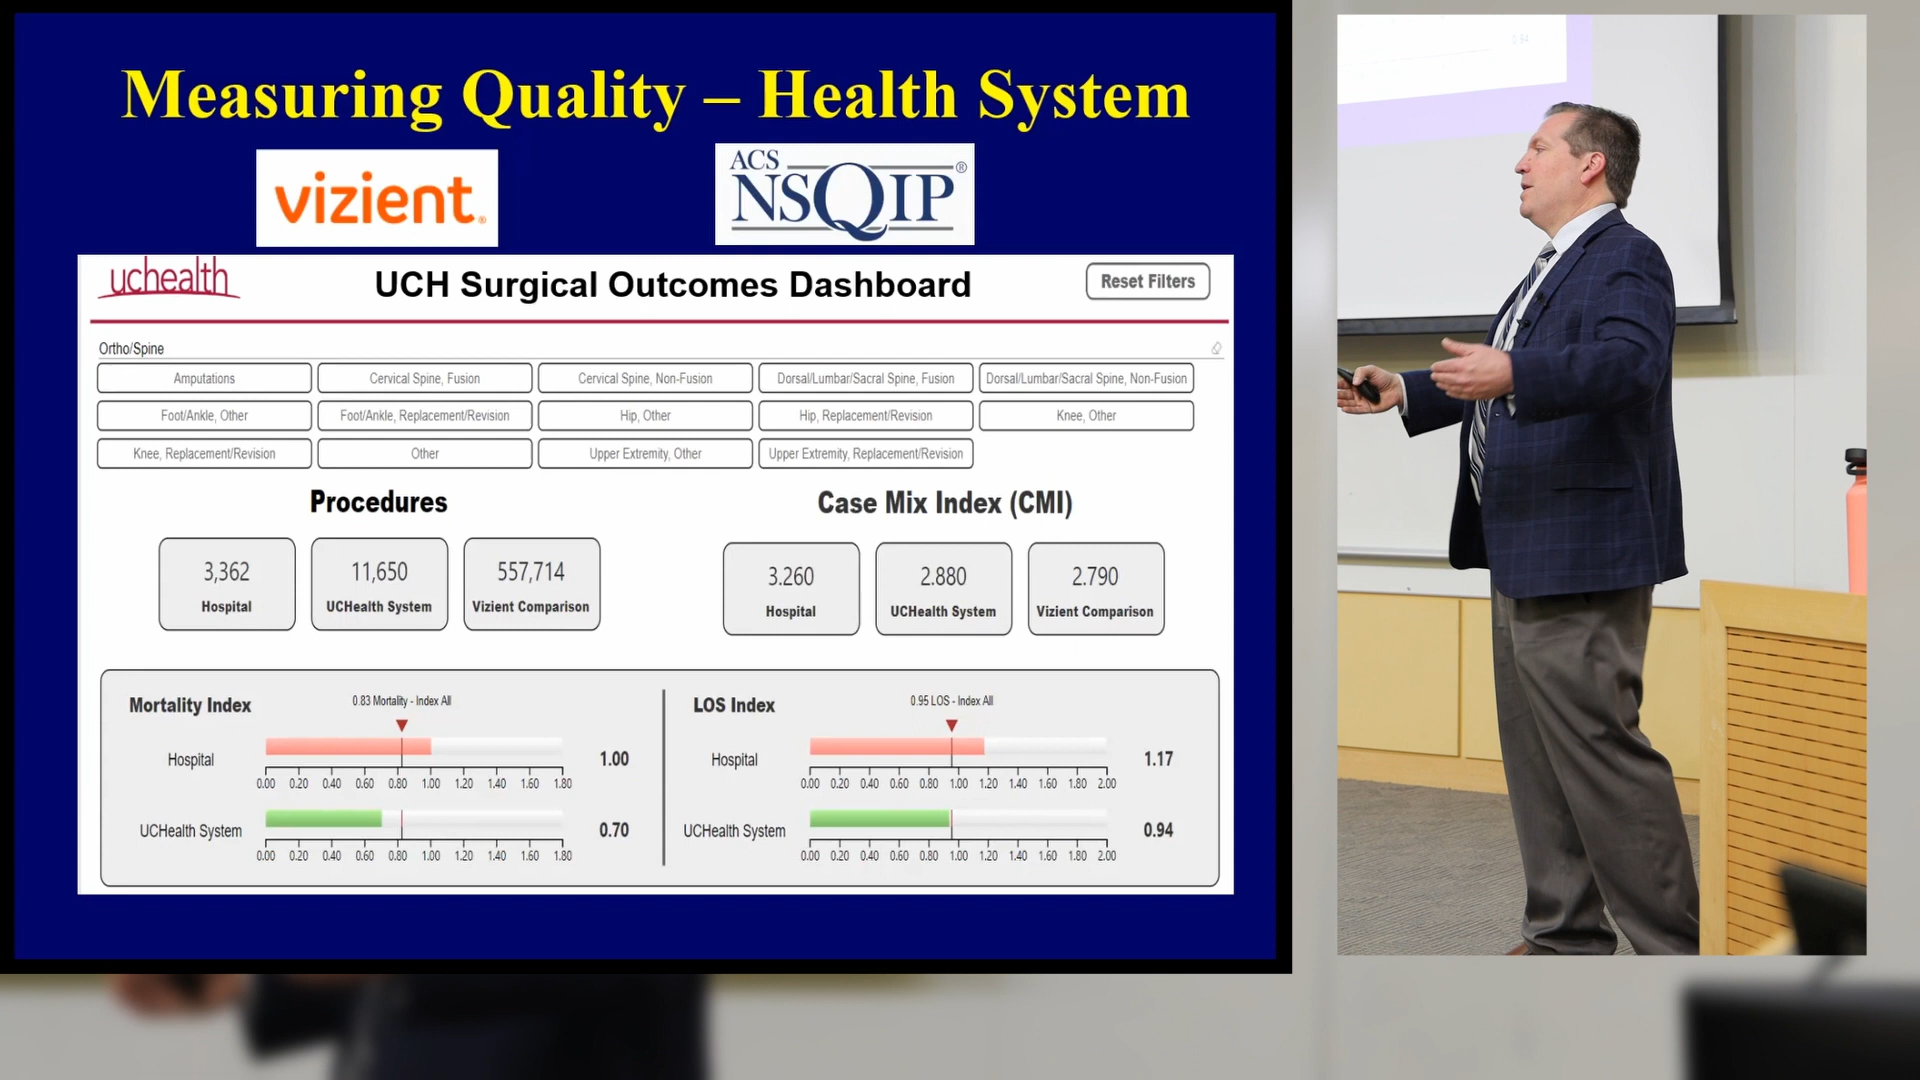 Measuring Quality – Health System
vizient®
ACS
NSQIP®
uchealth
UCH Surgical Outcomes Dashboard
Reset Filters
Ortho/Spine
Amputations
Cervical Spine, Fusion
Cervical Spine, Non-Fusion
Dorsal/Lumbar/Sacral Spine, Fusion
Dorsal/Lumbar/Sacral Spine, Non-Fusion
Foot/Ankle, Other
Foot/Ankle, Replacement/Revision
Hip, Other
Hip, Replacement/Revision
Knee, Other
Knee, Replacement/Revision
Other
Upper Extremity, Other
Upper Extremity, Replacement/Revision
Procedures
3,362
Hospital
11,650
UCHealth System
557,714
Vizient Comparison
Case Mix Index (CMI)
3.260
Hospital
2.880
UCHealth System
2.790
Vizient Comparison
Mortality Index
0.83 Mortality - Index All
Hospital
1.00
0.00 0.20 0.40 0.60 0.80 1.00 1.20 1.40 1.60 1.80
UCHealth System
0.70
0.00 0.20 0.40 0.60 0.80 1.00 1.20 1.40 1.60 1.80
LOS Index
0.95 LOS - Index All
Hospital
1.17
0.00 0.20 0.40 0.60 0.80 1.00 1.20 1.40 1.60 1.80 2.00
UCHealth System
0.94
0.00 0.20 0.40 0.60 0.80 1.00 1.20 1.40 1.60 1.80 2.00
0.94